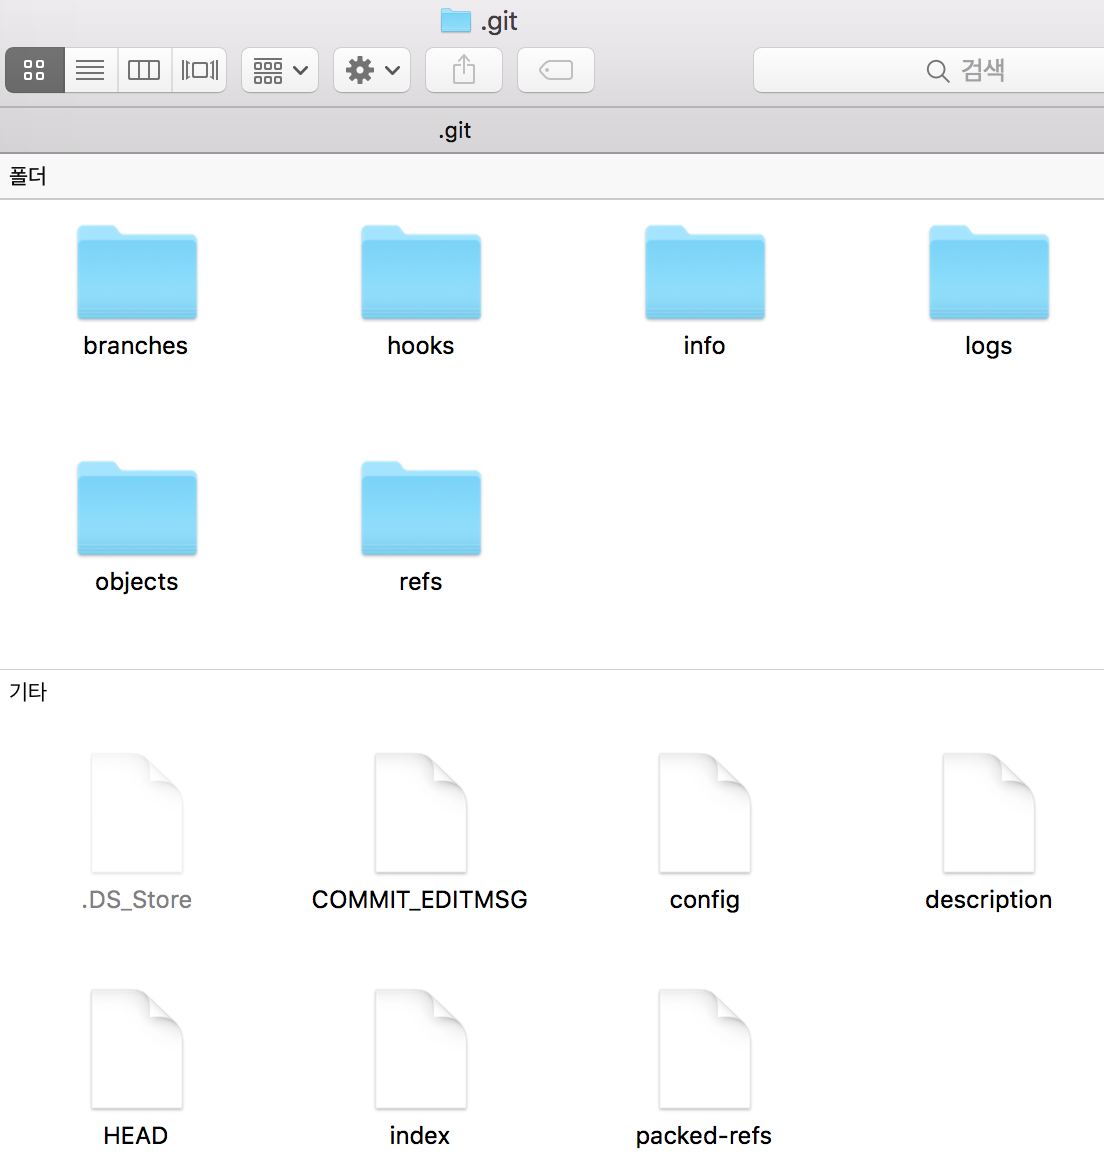 .git
검색
.git
폴더
branches hooks info logs
objects refs
기타
.DS_Store COMMIT_EDITMSG config description
HEAD index packed-refs